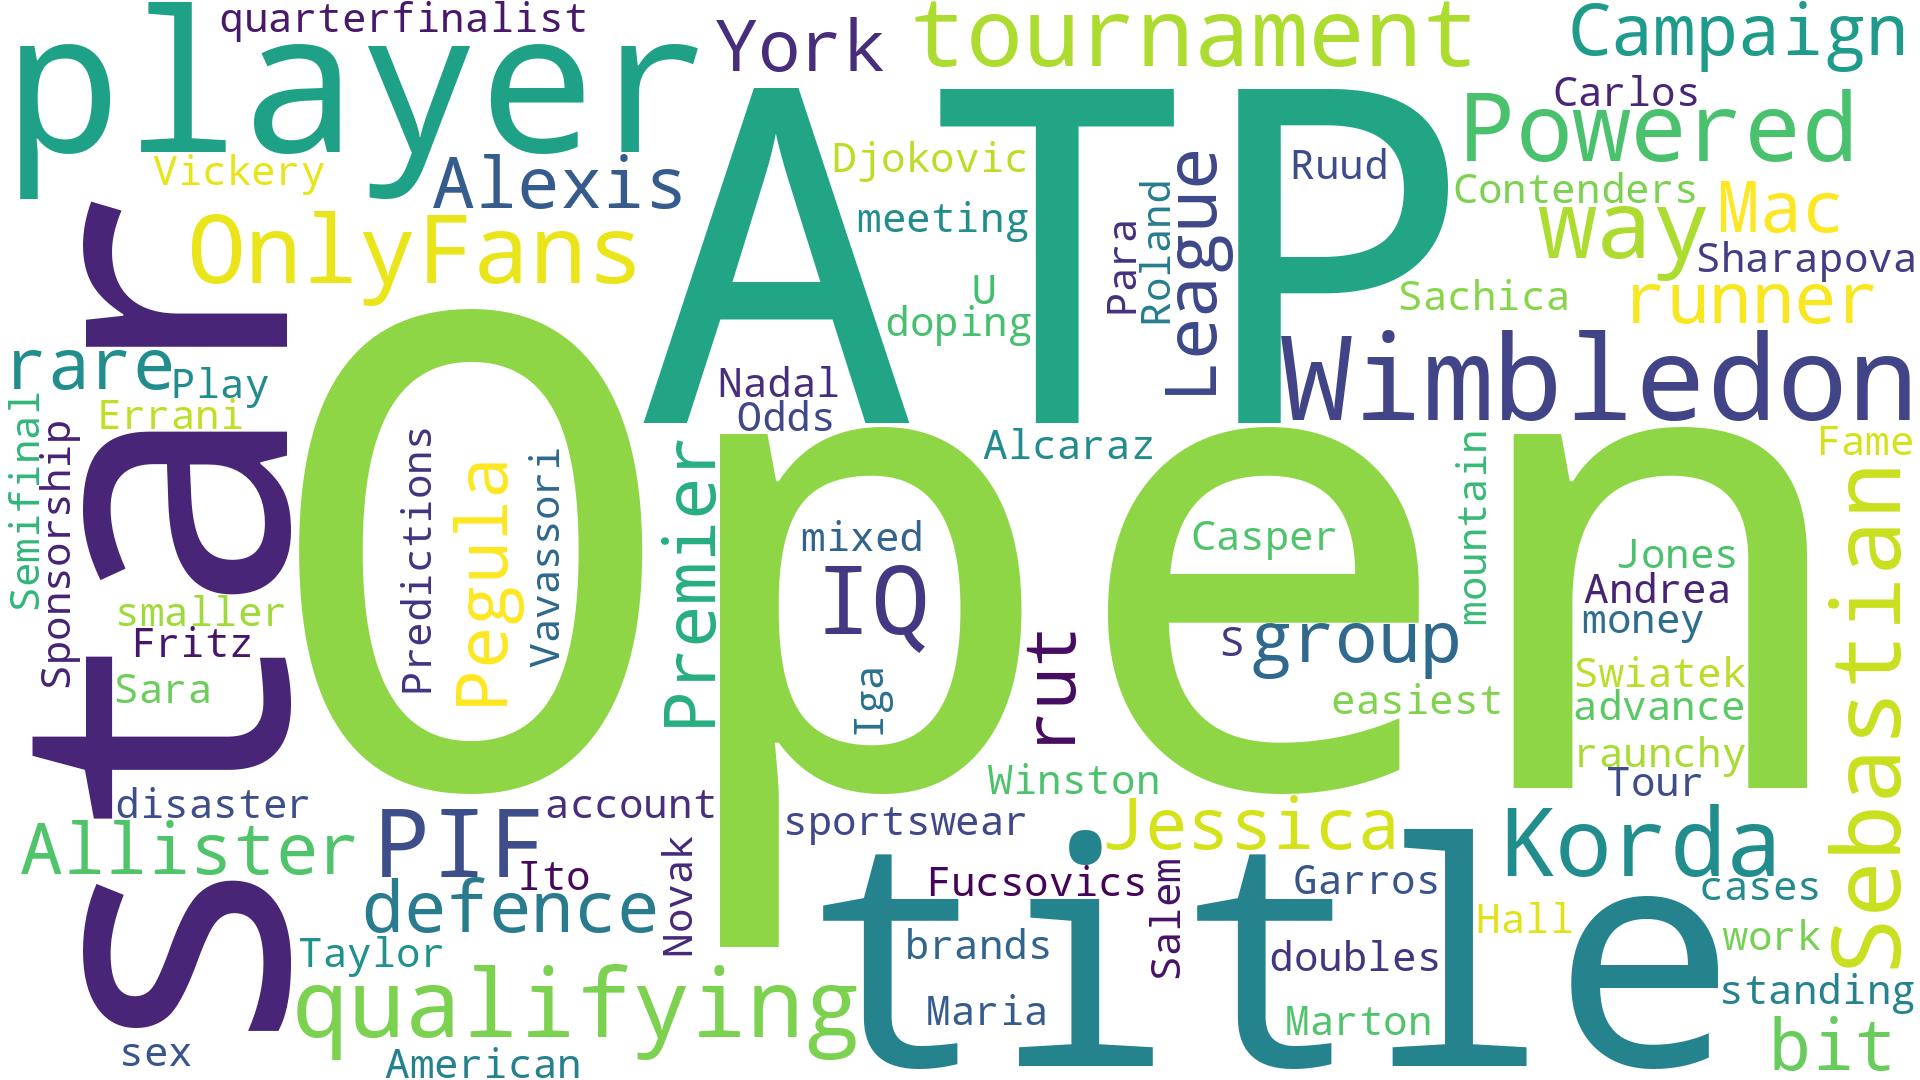 quarterfinalist
player
York
tournament
Campaign
Carlos
Powered
Vickery
Alexis
Djokovic
Ruud
ATP
OnlyFans
meeting
Para
Roland
League
Contenders
way
Mac
Sharapova
U
doping
Sachica
runner
star
rare
Play
Errani
Nadal
Odds
Wimbledon
Alcaraz
Fame
Semifinal
Sponsorship
Open
Predictions
Pegula
Vavassori
Premier
mixed
IQ
Iga
rut
Casper
mountain
S
group
easiest
Jones
Andrea
money
Swiatek
advance
raunchy
Tour
Sebastian
smaller
Fritz
Sara
disaster
Allister
PIF
account
Ito
defence
Novak
sportswear
Winston
Jessica
Korda
title
Fucsovics
Salem
Garros
Hall
cases
work
Taylor
brands
doubles
standing
qualifying
Maria
Marton
bit
sex
American